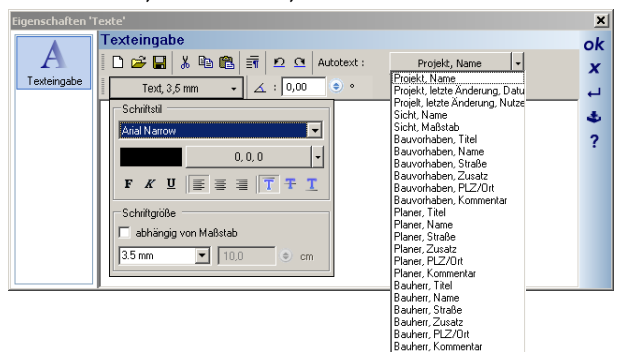 Eigenschaften 'Texte'
Texteingabe
Texteingabe
Autotext :
Projekt, Name
Text, 3,5 mm
: 0,00 °
Schriftstil
Arial Narrow
0, 0, 0
F K U T T T
Schriftgröße
abhängig von Maßstab
3.5 mm
10,0 cm
Projekt, Name
Projekt, letzte Änderung, Datu
Projelt, letzte Änderung, Nutze
Sicht, Name
Sicht, Maßstab
Bauvorhaben, Titel
Bauvorhaben, Name
Bauvorhaben, Straße
Bauvorhaben, Zusatz
Bauvorhaben, PLZ/Ort
Bauvorhaben, Kommentar
Planer, Titel
Planer, Name
Planer, Straße
Planer, Zusatz
Planer, PLZ/Ort
Planer, Kommentar
Bauherr, Titel
Bauherr, Name
Bauherr, Straße
Bauherr, Zusatz
Bauherr, PLZ/Ort
Bauherr, Kommentar
ok
x
?